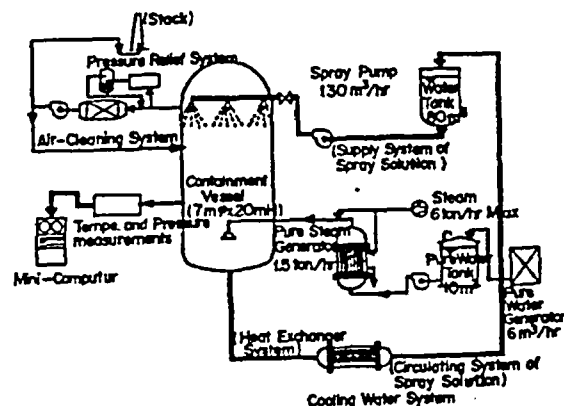 (Stack)
Pressure Relief System
Air-Cleaning System
Spray Pump
130 m³/hr
Water
Tank
80m³
(Supply System of
Spray Solution)
Containment
Vessel
(7mφx20mH)
Steam
6 ton/hr Max
Tempe. and Pressure
measurements
Mini-Computur
Pure Steam
Generator
1.5 ton/hr
Pure Water
Tank
10m³
Pure
Water
Generator
6 m³/hr
(Heat Exchanger
System)
(Circulating System of
Spray Solution)
Cooling Water System